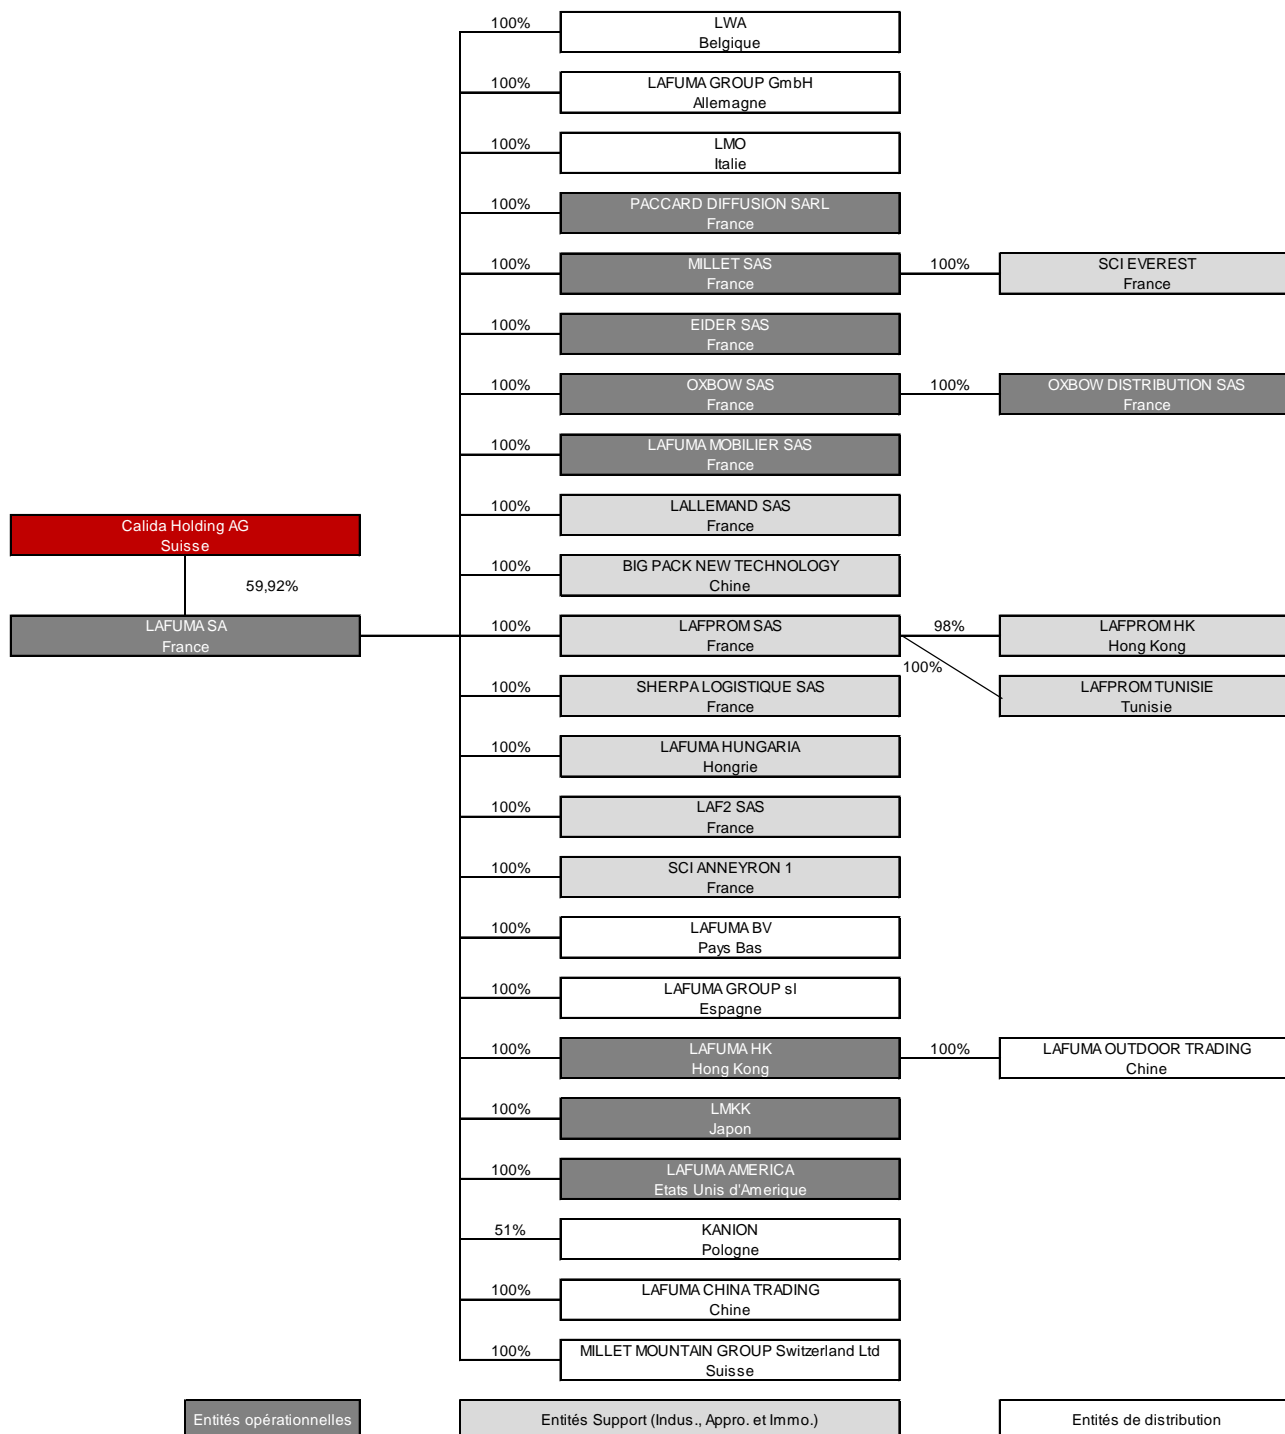 100%
LWA
Belgique
100%
LAFUMA GROUP GmbH
Allemagne
100%
LMO
Italie
100%
PACCARD DIFFUSION SARL
France
100%
MILLET SAS
France
100%
SCI EVEREST
France
100%
EIDER SAS
France
100%
OXBOW SAS
France
100%
OXBOW DISTRIBUTION SAS
France
100%
LAFUMA MOBILIER SAS
France
100%
LALLEMAND SAS
France
Calida Holding AG
Suisse
59,92%
LAFUMA SA
France
100%
BIG PACK NEW TECHNOLOGY
Chine
100%
LAFPROM SAS
France
98%
LAFPROM HK
Hong Kong
100%
LAFPROM TUNISIE
Tunisie
100%
SHERPA LOGISTIQUE SAS
France
100%
LAFUMA HUNGARIA
Hongrie
100%
LAF2 SAS
France
100%
SCI ANNEYRON 1
France
100%
LAFUMA BV
Pays Bas
100%
LAFUMA GROUP sl
Espagne
100%
LAFUMA HK
Hong Kong
100%
LAFUMA OUTDOOR TRADING
Chine
100%
LMKK
Japon
100%
LAFUMA AMERICA
Etats Unis d'Amerique
51%
KANION
Pologne
100%
LAFUMA CHINA TRADING
Chine
100%
MILLET MOUNTAIN GROUP Switzerland Ltd
Suisse
Entités opérationnelles
Entités Support (Indus., Appro. et Immo.)
Entités de distribution